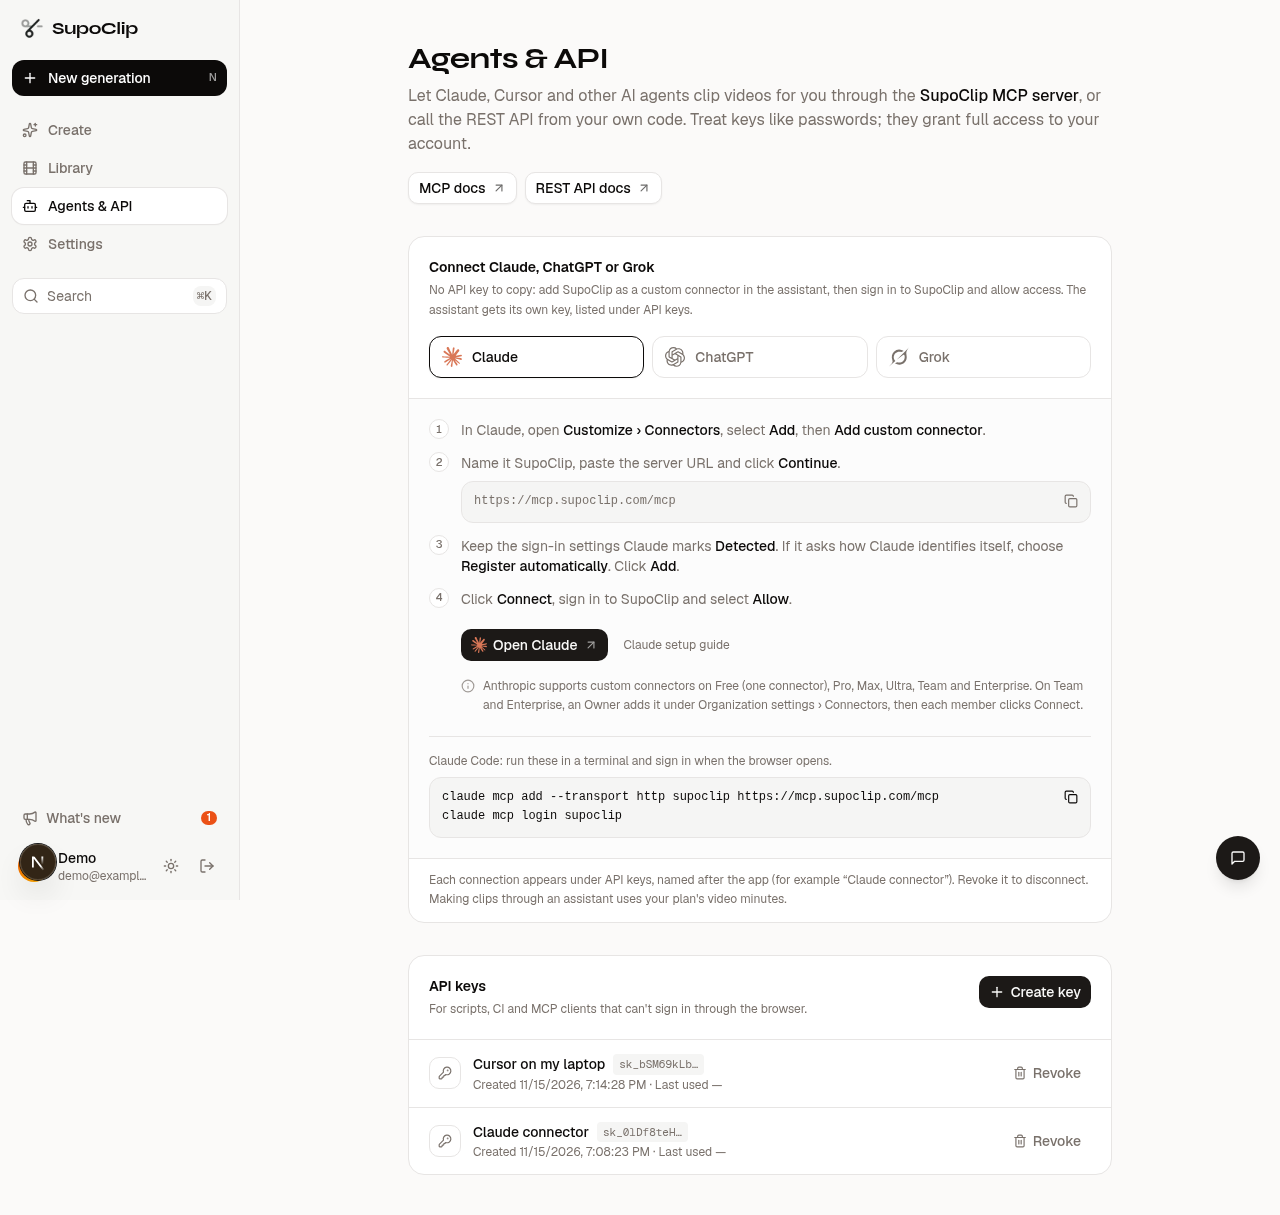 SupoClip
New generation N
Create
Library
Agents & API
Settings
Search ⌘K
What's new 1
N
Demo
demo@exampl…
Agents & API
Let Claude, Cursor and other AI agents clip videos for you through the SupoClip MCP server, or
call the REST API from your own code. Treat keys like passwords; they grant full access to your
account.
MCP docs
REST API docs
Connect Claude, ChatGPT or Grok
No API key to copy: add SupoClip as a custom connector in the assistant, then sign in to SupoClip and allow access. The
assistant gets its own key, listed under API keys.
Claude
ChatGPT
Grok
1 In Claude, open Customize › Connectors, select Add, then Add custom connector.
2 Name it SupoClip, paste the server URL and click Continue.
https://mcp.supoclip.com/mcp
3 Keep the sign-in settings Claude marks Detected. If it asks how Claude identifies itself, choose
Register automatically. Click Add.
4 Click Connect, sign in to SupoClip and select Allow.
Open Claude
Claude setup guide
Anthropic supports custom connectors on Free (one connector), Pro, Max, Ultra, Team and Enterprise. On Team
and Enterprise, an Owner adds it under Organization settings › Connectors, then each member clicks Connect.
Claude Code: run these in a terminal and sign in when the browser opens.
claude mcp add --transport http supoclip https://mcp.supoclip.com/mcp
claude mcp login supoclip
Each connection appears under API keys, named after the app (for example “Claude connector”). Revoke it to disconnect.
Making clips through an assistant uses your plan's video minutes.
API keys
For scripts, CI and MCP clients that can't sign in through the browser.
Create key
Cursor on my laptop sk_bSM69kLb…
Created 11/15/2026, 7:14:28 PM · Last used —
Revoke
Claude connector sk_0lDf8teH…
Created 11/15/2026, 7:08:23 PM · Last used —
Revoke